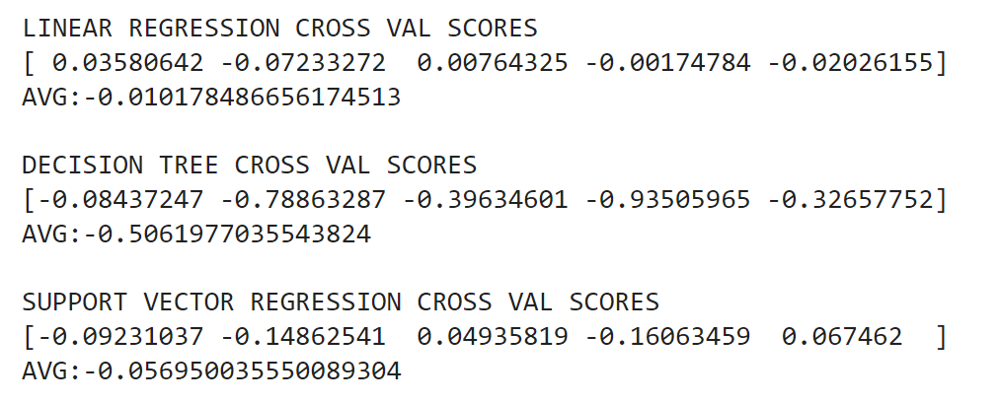 LINEAR REGRESSION CROSS VAL SCORES
[ 0.03580642 -0.07233272  0.00764325 -0.00174784 -0.02026155]
AVG:-0.010178486656174513
DECISION TREE CROSS VAL SCORES
[-0.08437247 -0.78863287 -0.39634601 -0.93505965 -0.32657752]
AVG:-0.5061977035543824
SUPPORT VECTOR REGRESSION CROSS VAL SCORES
[-0.09231037 -0.14862541  0.04935819 -0.16063459  0.067462  ]
AVG:-0.056950035550089304